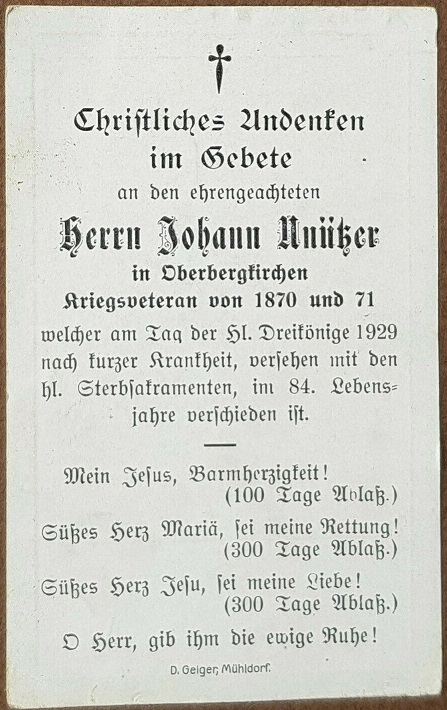 Christliches Andenken
im Gebete
an den ehrengeachteten
Herrn Johann Unützer
in Oberbergkirchen
Kriegsveteran von 1870 und 71
welcher am Tag der Hl. Dreikönige 1929
nach kurzer Krankheit, versehen mit den
hl. Sterbsakramenten, im 84. Lebens-
jahre verschieden ist.
Mein Jesus, Barmherzigkeit!
(100 Tage Ablaß.)
Süßes Herz Mariä, sei meine Rettung!
(300 Tage Ablaß.)
Süßes Herz Jesu, sei meine Liebe!
(300 Tage Ablaß.)
O Herr, gib ihm die ewige Ruhe!
D. Geiger, Mühldorf.